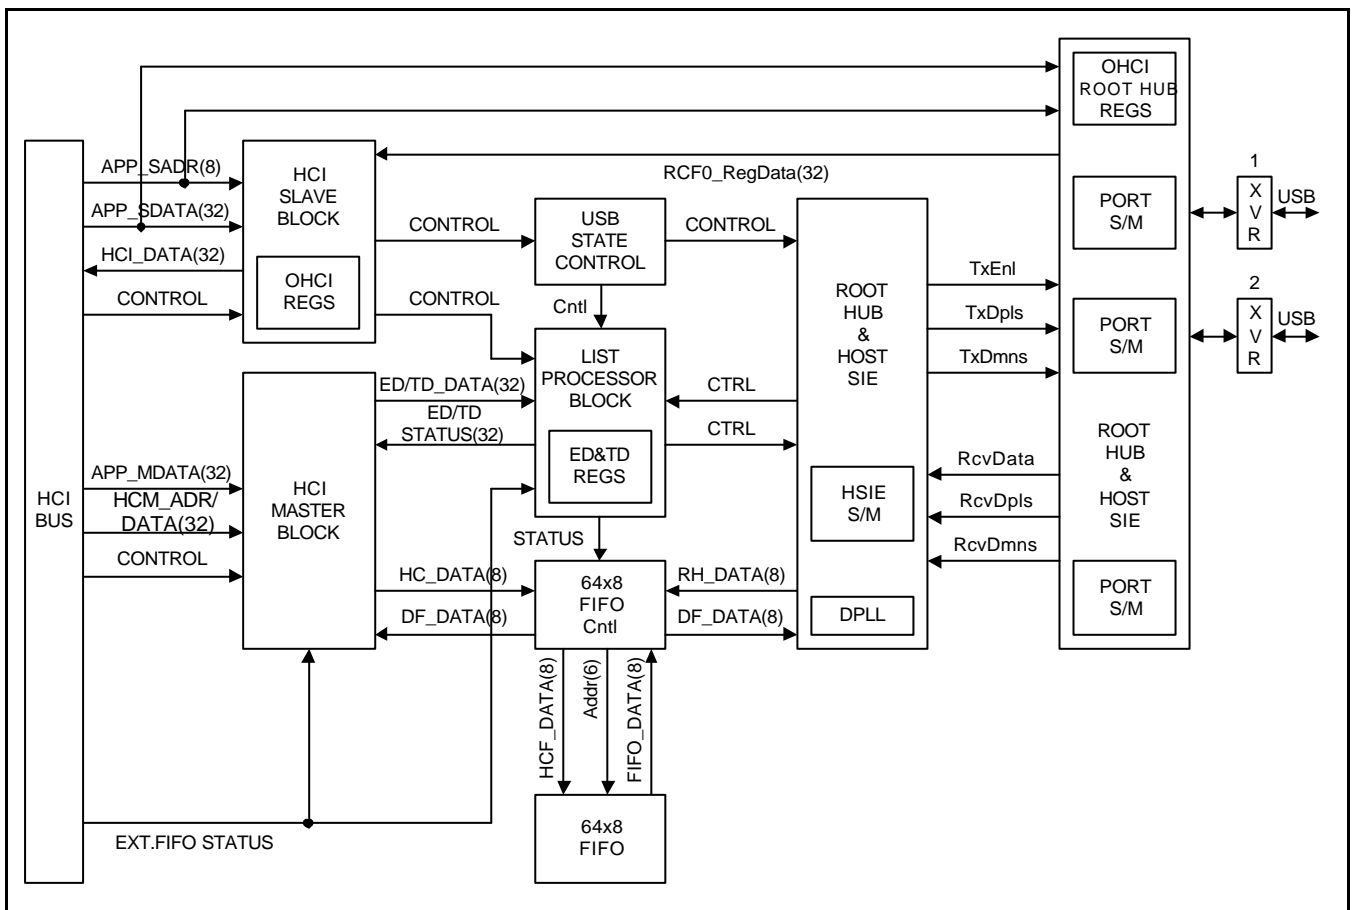 OHCI
ROOT HUB
REGS
APP_SADR(8)
APP_SDATA(32)
HCI_DATA(32)
CONTROL
HCI
SLAVE
BLOCK
OHCI
REGS
RCF0_RegData(32)
CONTROL
USB
STATE
CONTROL
CONTROL
CONTROL
Cntl
LIST
PROCESSOR
BLOCK
ED&TD
REGS
ED/TD_DATA(32)
ED/TD
STATUS(32)
CTRL
CTRL
ROOT
HUB
&
HOST
SIE
HSIE
S/M
DPLL
TxEnl
TxDpls
TxDmns
RcvData
RcvDpls
RcvDmns
PORT
S/M
PORT
S/M
ROOT
HUB
&
HOST
SIE
PORT
S/M
1
X
V
R
USB
2
X
V
R
USB
HCI
BUS
APP_MDATA(32)
HCM_ADR/
DATA(32)
CONTROL
HCI
MASTER
BLOCK
STATUS
HC_DATA(8)
DF_DATA(8)
64x8
FIFO
Cntl
RH_DATA(8)
DF_DATA(8)
HCF_DATA(8)
Addr(6)
FIFO_DATA(8)
64x8
FIFO
EXT.FIFO STATUS